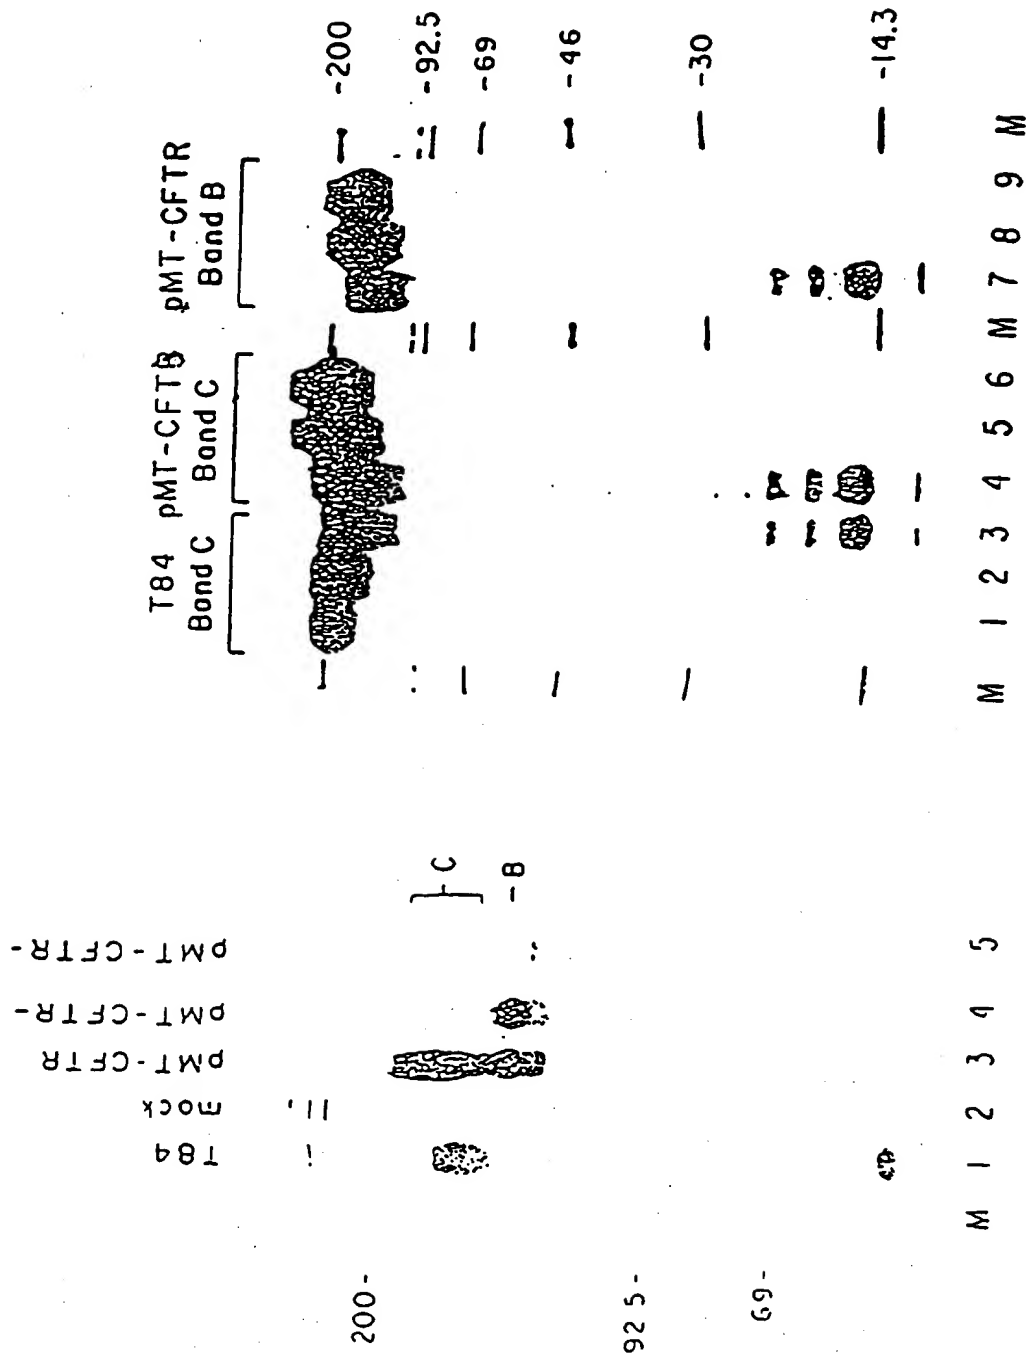 T84
mock
pMT-CFTR
pMT-CFTR-
pMT-CFTR-
200-
C
-B
92 5-
69-
M 1 2 3 4 5
T84
Band C
pMT-CFTR
Band C
pMT-CFTR
Band B
-200
-92.5
-69
-46
-30
-14.3
M 1 2 3 4 5 6 M 7 8 9 M